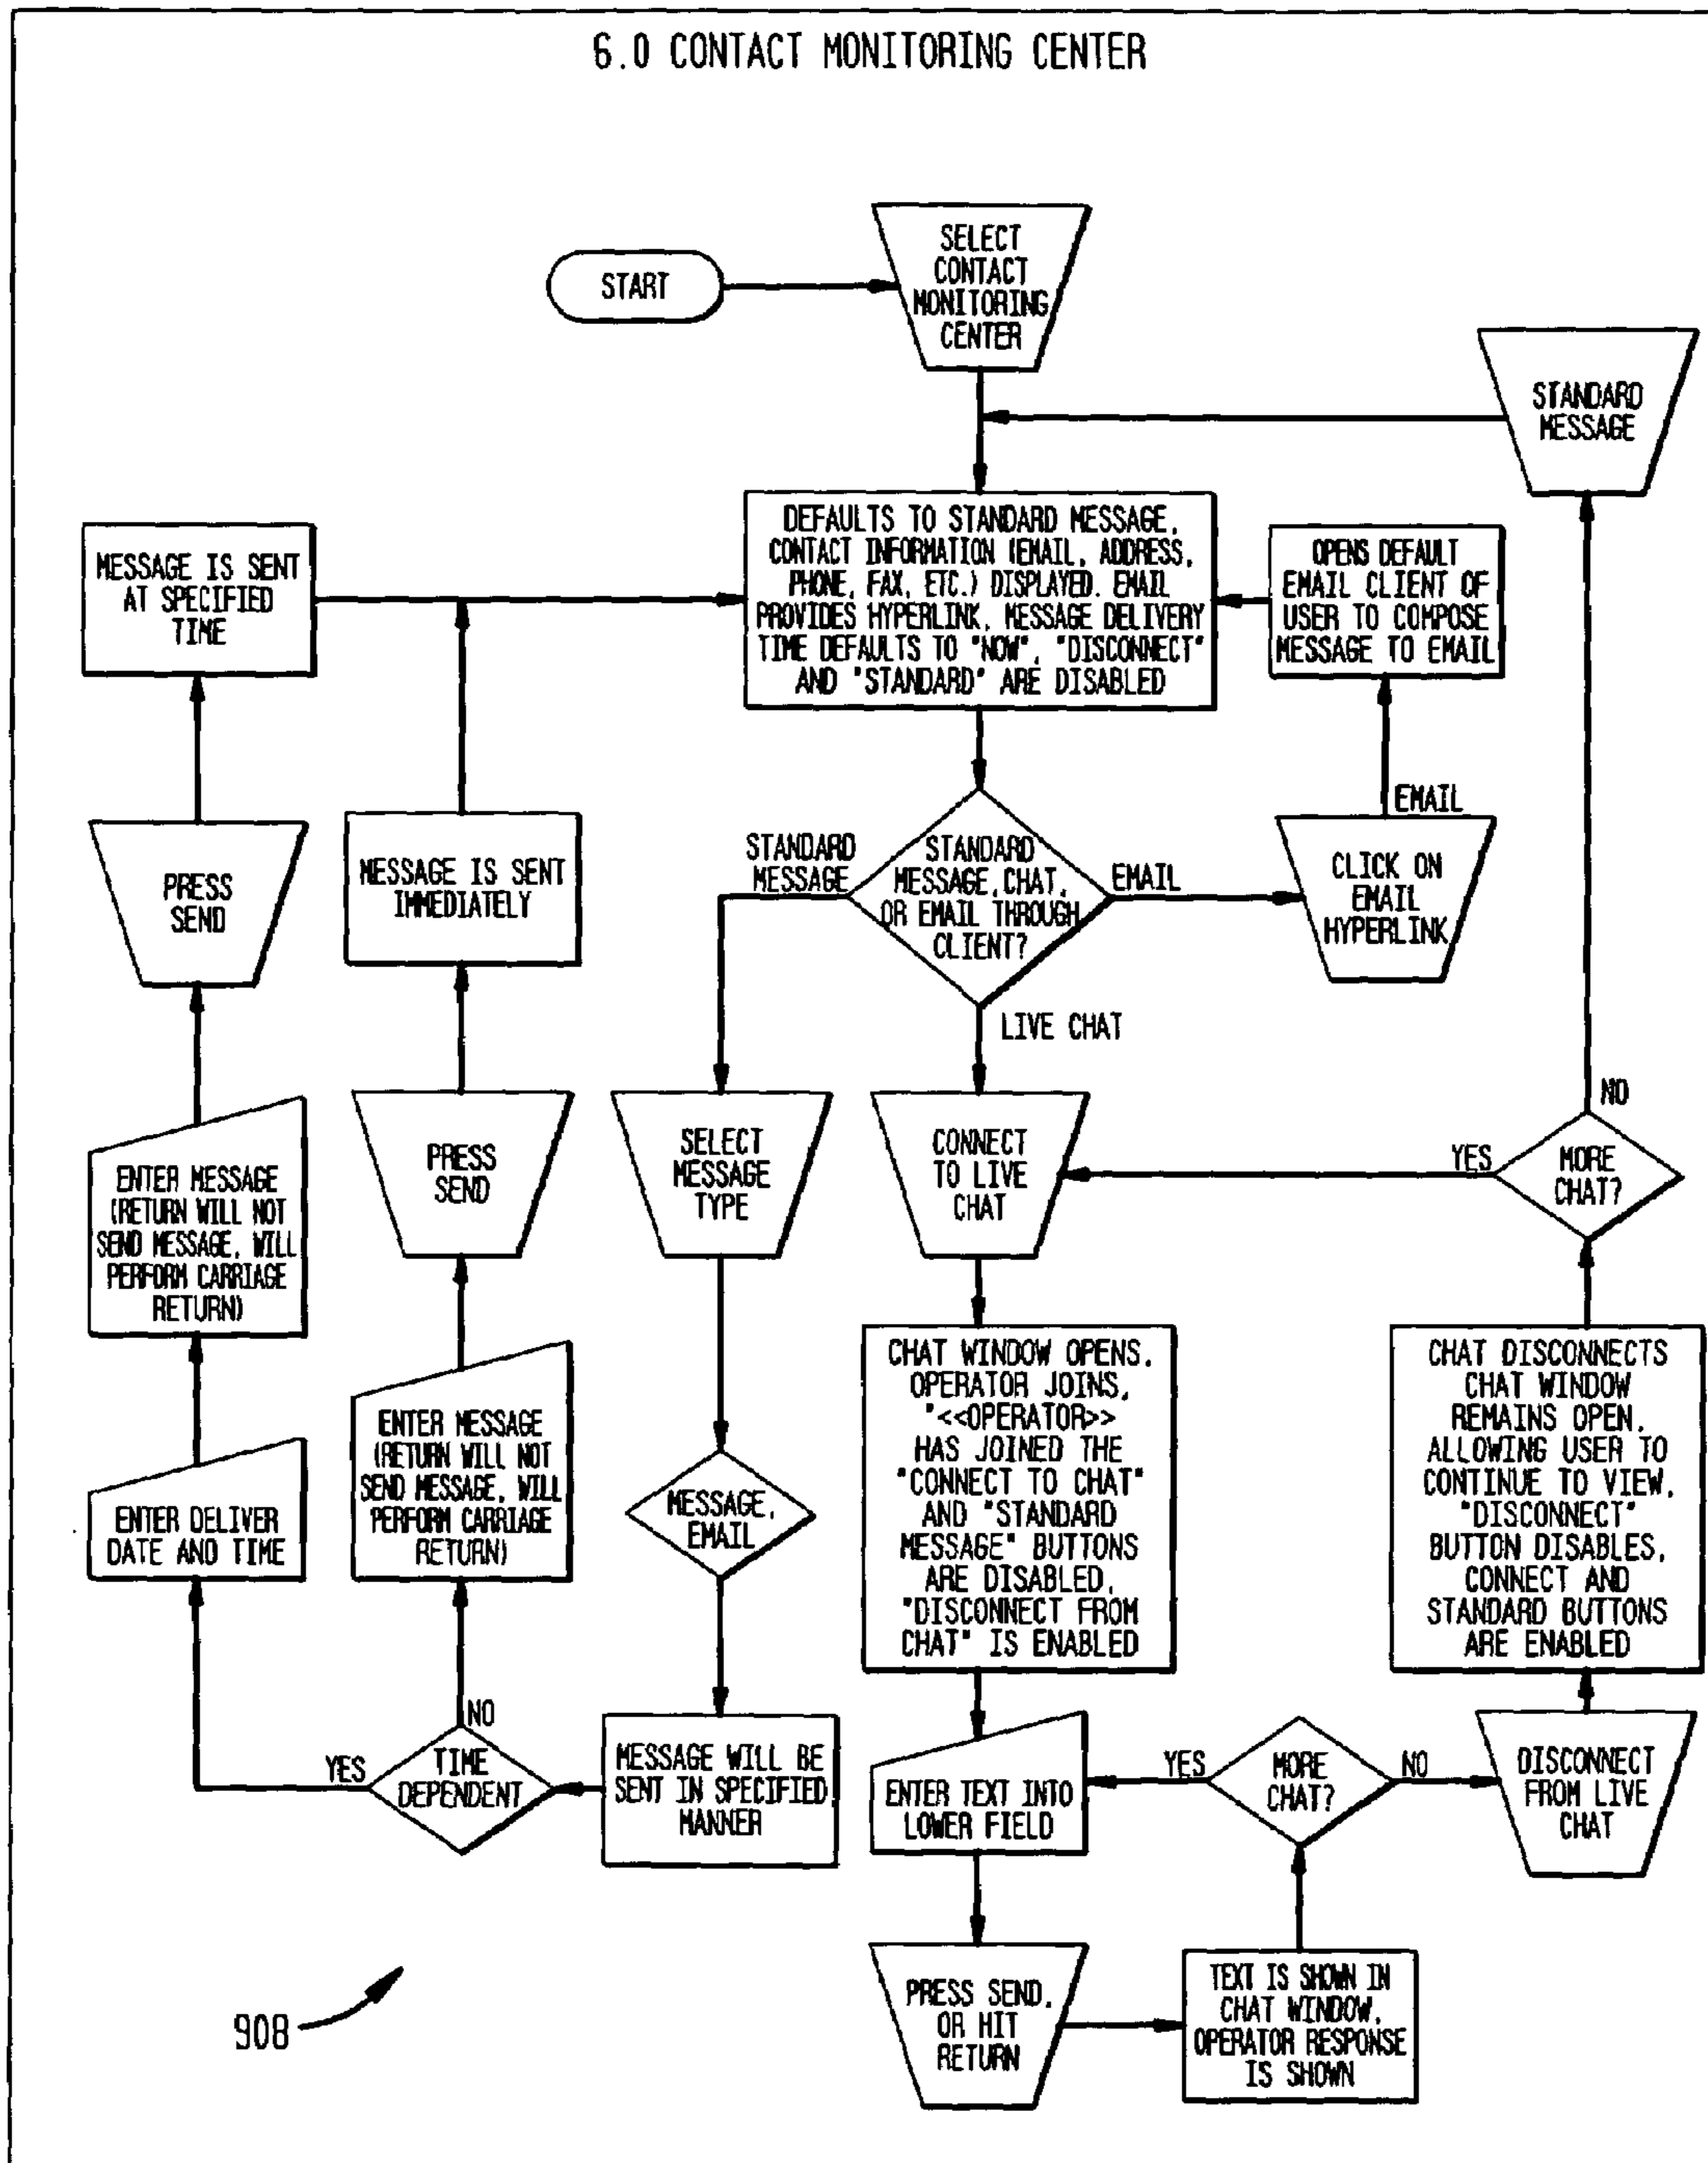 6.0 CONTACT MONITORING CENTER
START
SELECT
CONTACT
MONITORING
CENTER
STANDARD
MESSAGE
MESSAGE IS SENT
AT SPECIFIED
TIME
DEFAULTS TO STANDARD MESSAGE,
CONTACT INFORMATION (EMAIL, ADDRESS,
PHONE, FAX, ETC.) DISPLAYED. EMAIL
PROVIDES HYPERLINK. MESSAGE DELIVERY
TIME DEFAULTS TO "NOW". "DISCONNECT"
AND "STANDARD" ARE DISABLED
OPENS DEFAULT
EMAIL CLIENT OF
USER TO COMPOSE
MESSAGE TO EMAIL
EMAIL
PRESS
SEND
MESSAGE IS SENT
IMMEDIATELY
STANDARD
MESSAGE
STANDARD
MESSAGE, CHAT,
OR EMAIL THROUGH
CLIENT?
EMAIL
CLICK ON
EMAIL
HYPERLINK
LIVE CHAT
NO
ENTER MESSAGE
(RETURN WILL NOT
SEND MESSAGE, WILL
PERFORM CARRIAGE
RETURN)
PRESS
SEND
SELECT
MESSAGE
TYPE
CONNECT
TO LIVE
CHAT
YES
MORE
CHAT?
ENTER DELIVER
DATE AND TIME
ENTER MESSAGE
(RETURN WILL NOT
SEND MESSAGE, WILL
PERFORM CARRIAGE
RETURN)
MESSAGE,
EMAIL
CHAT WINDOW OPENS,
OPERATOR JOINS,
"<<OPERATOR>>
HAS JOINED THE
"CONNECT TO CHAT"
AND "STANDARD
MESSAGE" BUTTONS
ARE DISABLED,
"DISCONNECT FROM
CHAT" IS ENABLED
CHAT DISCONNECTS
CHAT WINDOW
REMAINS OPEN,
ALLOWING USER TO
CONTINUE TO VIEW,
"DISCONNECT"
BUTTON DISABLES,
CONNECT AND
STANDARD BUTTONS
ARE ENABLED
YES
NO
TIME
DEPENDENT
MESSAGE WILL BE
SENT IN SPECIFIED
MANNER
ENTER TEXT INTO
LOWER FIELD
YES
MORE
CHAT?
NO
DISCONNECT
FROM LIVE
CHAT
PRESS SEND,
OR HIT
RETURN
TEXT IS SHOWN IN
CHAT WINDOW,
OPERATOR RESPONSE
IS SHOWN
908